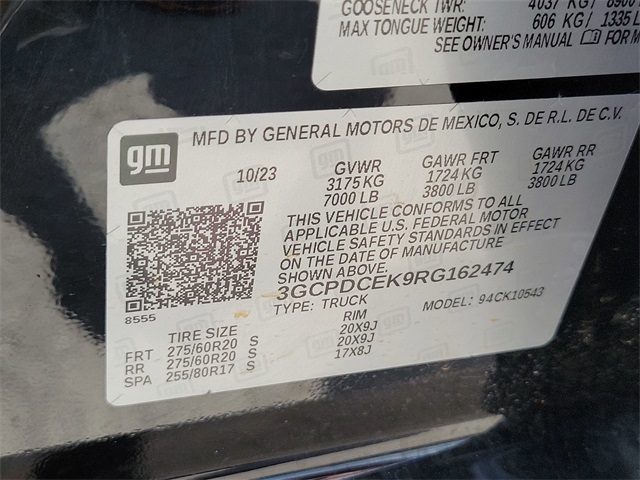 GOOSENECK TWR: 4037 KG/ 8900
MAX TONGUE WEIGHT: 606 KG/ 1335 L
SEE OWNER'S MANUAL FOR M
gm
MFD BY GENERAL MOTORS DE MEXICO, S. DE R.L. DE C.V.
10/23 GVWR GAWR FRT GAWR RR
3175 KG 1724 KG 1724 KG
7000 LB 3800 LB 3800 LB
THIS VEHICLE CONFORMS TO ALL
APPLICABLE U.S. FEDERAL MOTOR
VEHICLE SAFETY STANDARDS IN EFFECT
ON THE DATE OF MANUFACTURE
SHOWN ABOVE.
3GCPDCEK9RG162474
TYPE: TRUCK MODEL: 94CK10543
8555
TIRE SIZE RIM
FRT 275/60R20 S 20X9J
RR 275/60R20 S 20X9J
SPA 255/80R17 S 17X8J